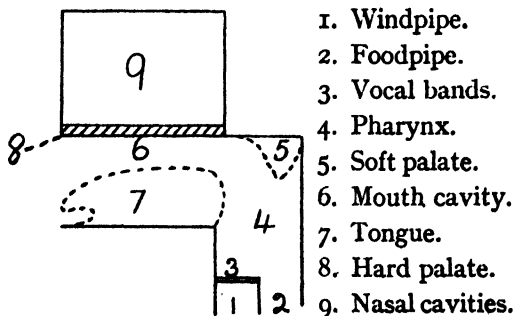 9
8
6
5
7
4
3
1
2
1. Windpipe.
2. Foodpipe.
3. Vocal bands.
4. Pharynx.
5. Soft palate.
6. Mouth cavity.
7. Tongue.
8. Hard palate.
9. Nasal cavities.